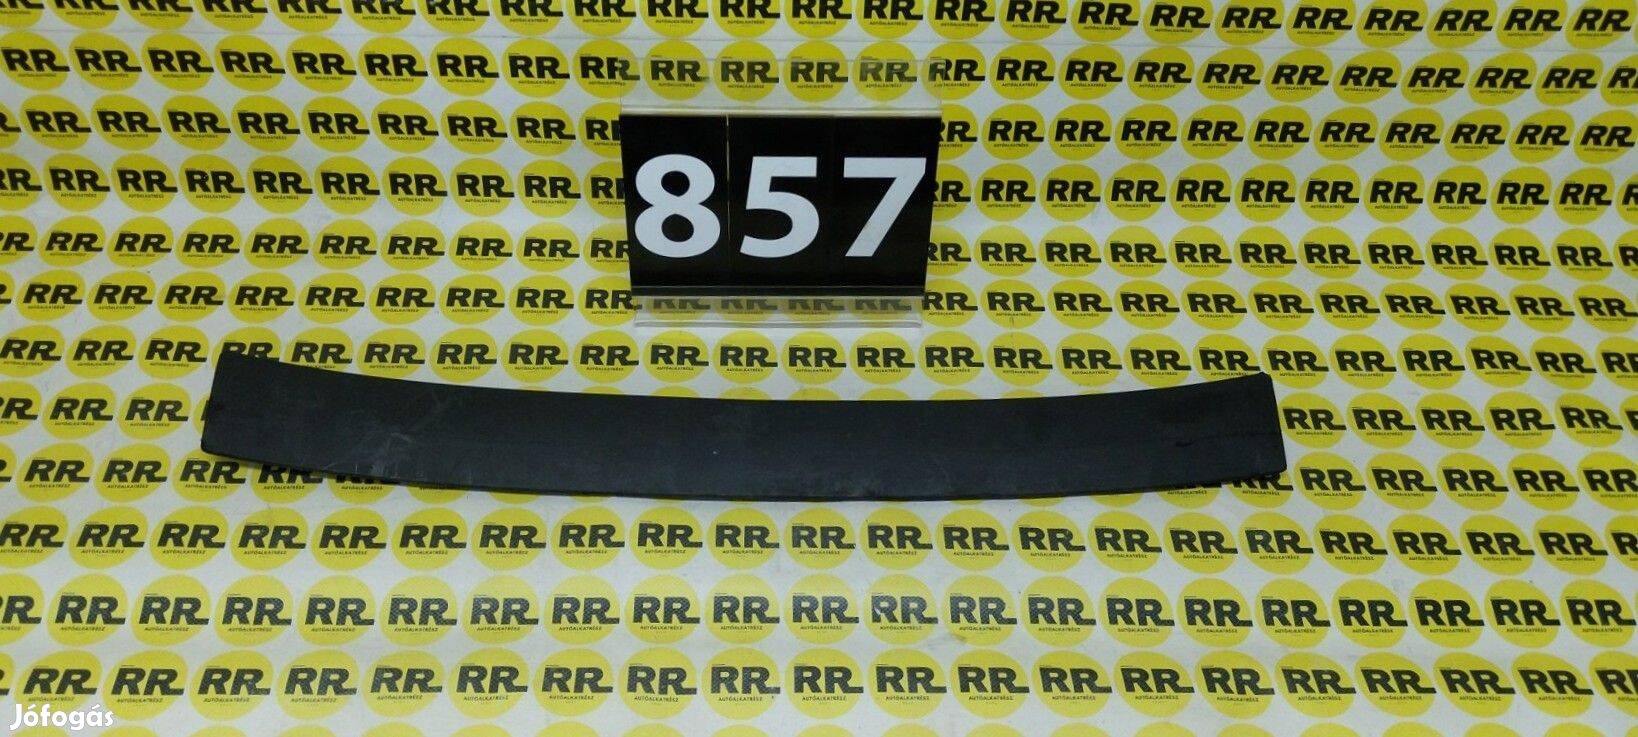 857
RR
AUTÓALKATRÉSZ
Jófogás